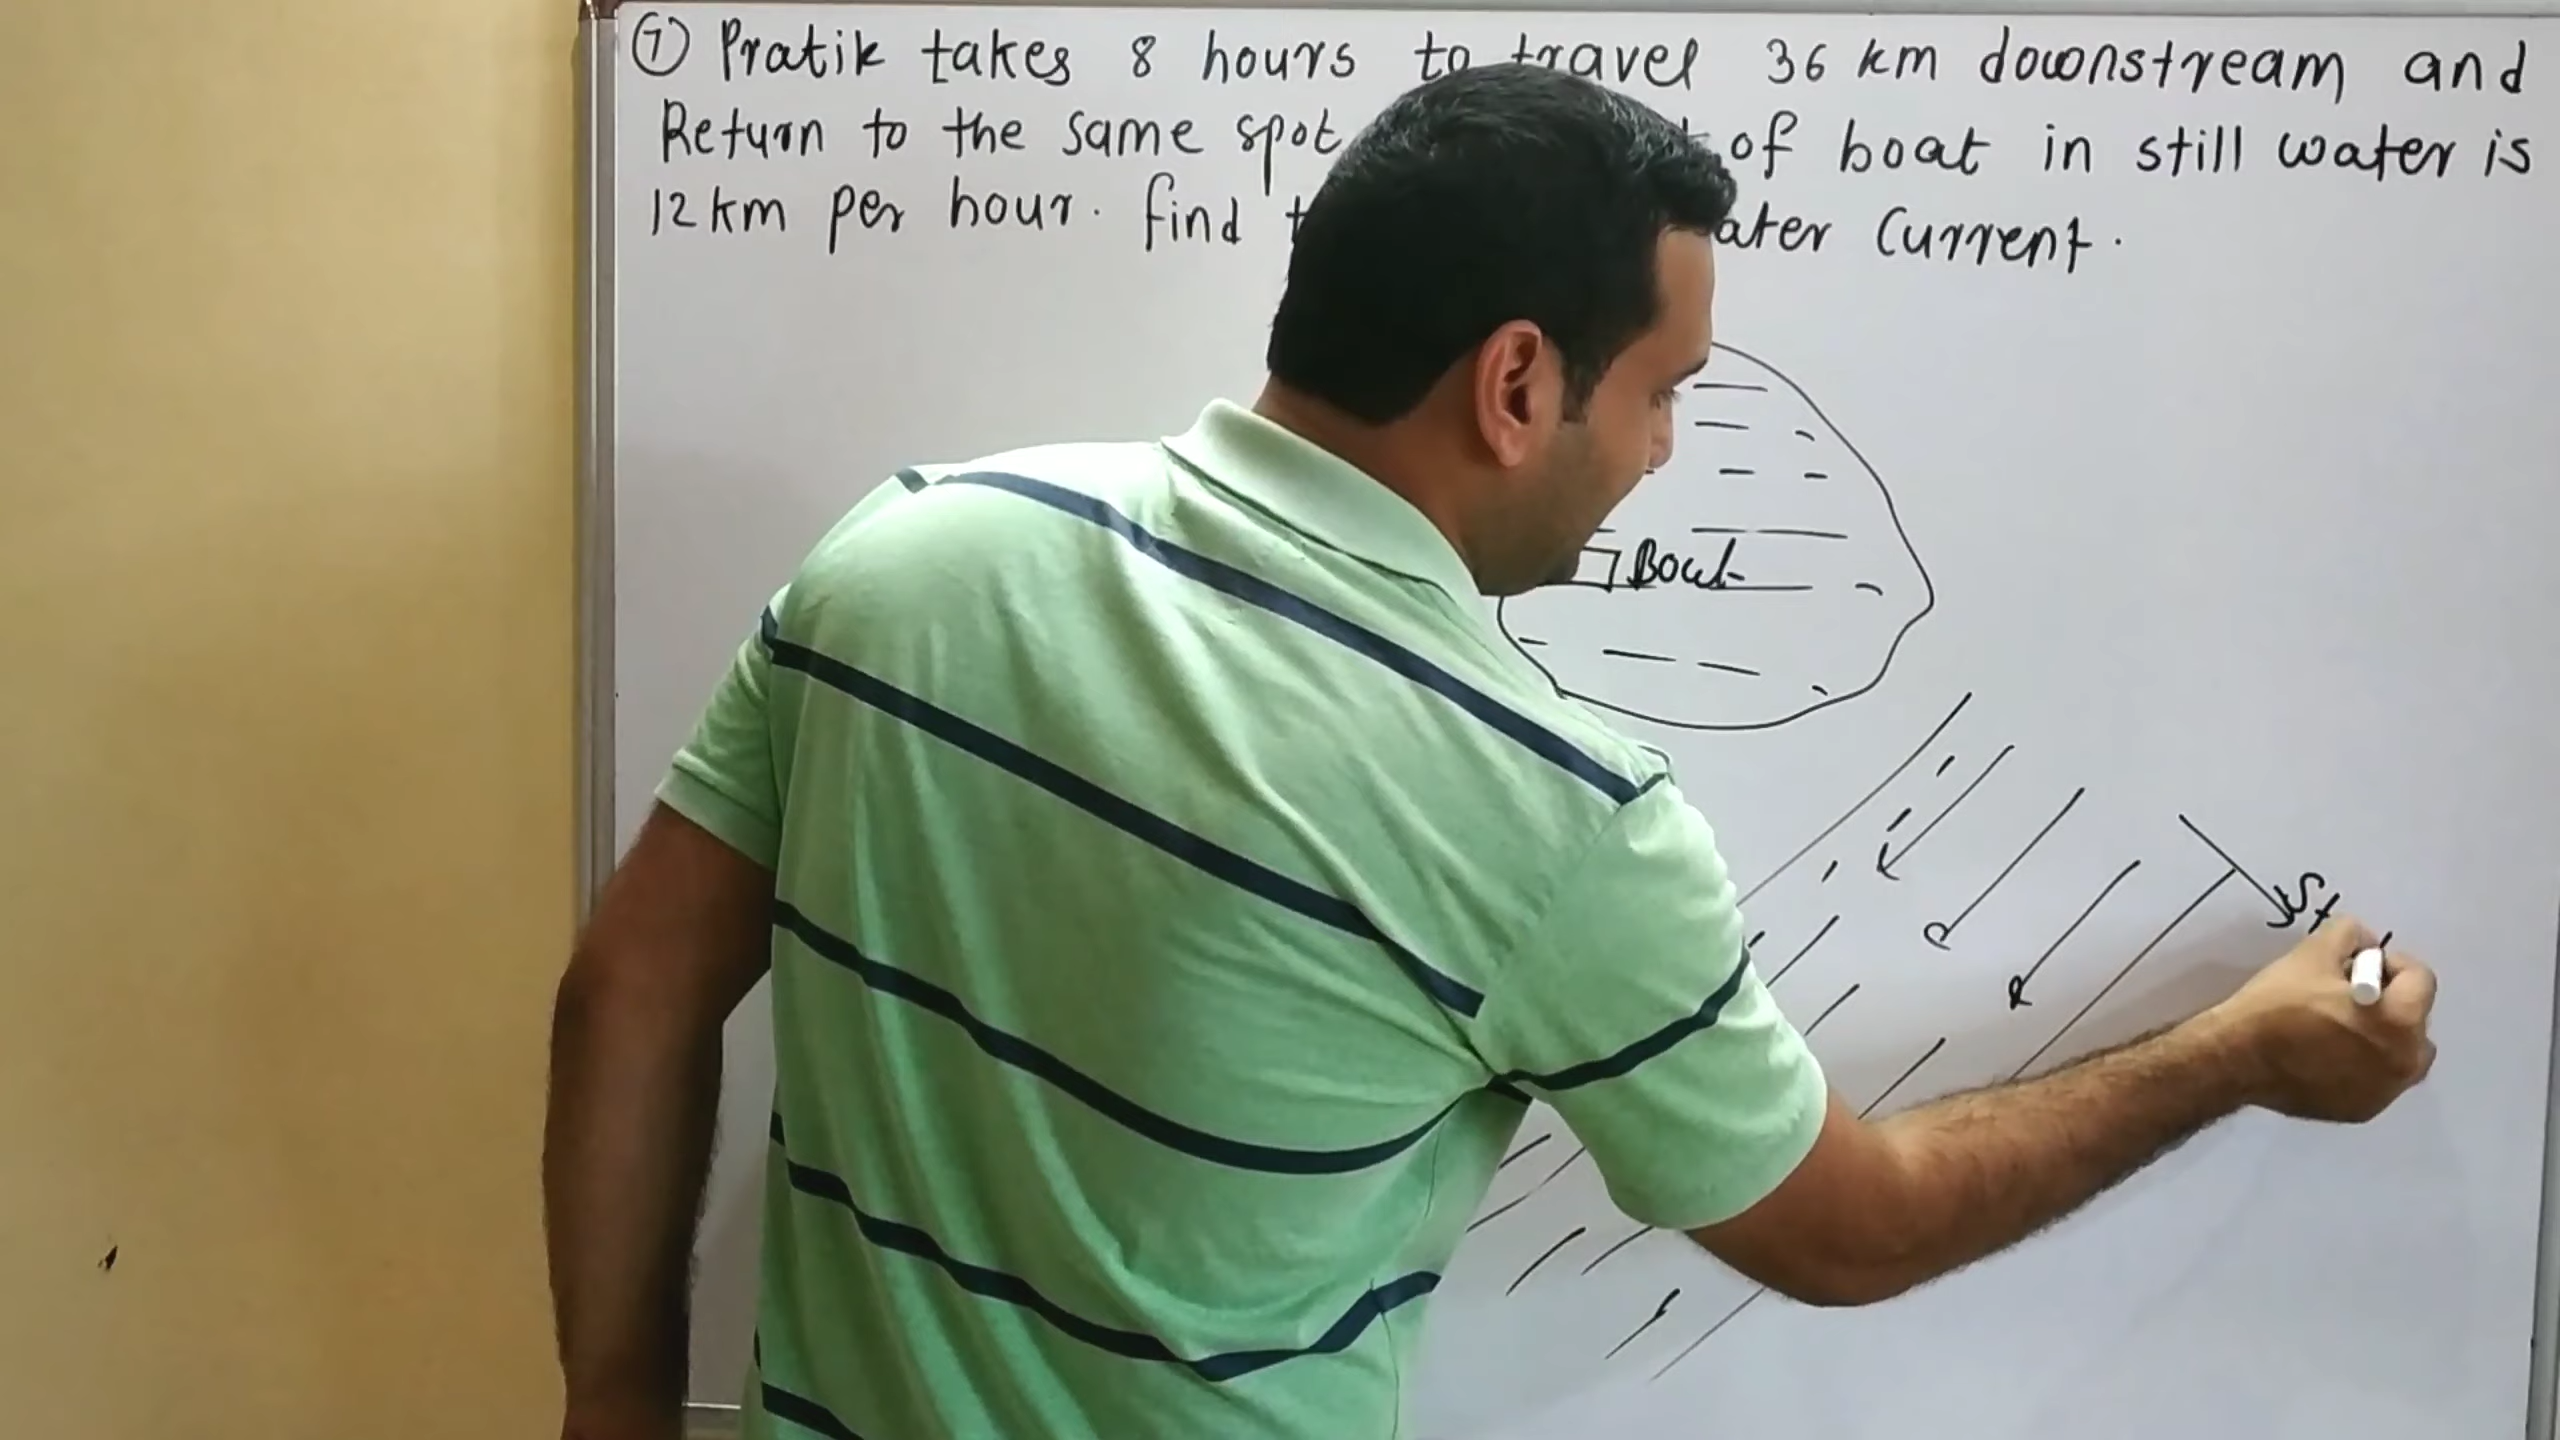 ⑦ Pratik takes 8 hours to travel 36 km downstream and
Return to the same spot of boat in still water is
12 km per hour. find current.
Boat
St